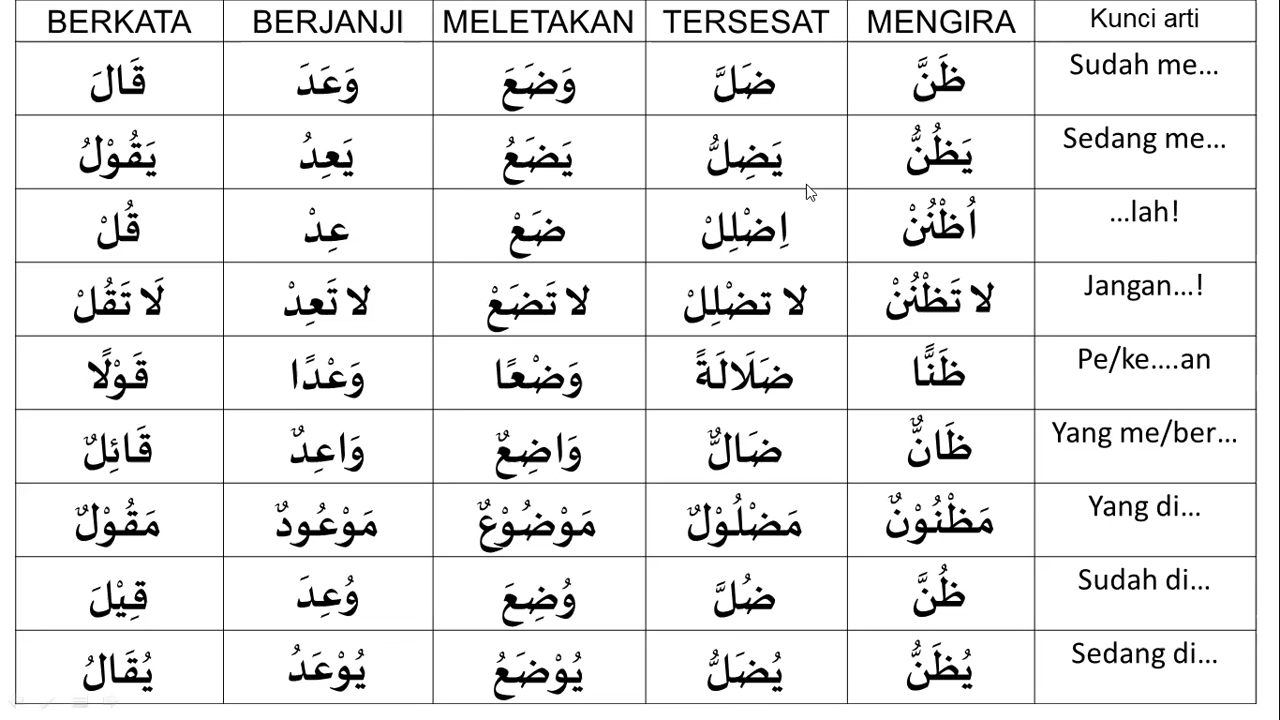 BERKATA BERJANJI MELETAKAN TERSESAT MENGIRA Kunci arti
قَالَ وَعَدَ وَضَعَ ضَلَّ ظَنَّ Sudah me...
يَقُوْلُ يَعِدُ يَضَعُ يَضِلُّ يَظُنُّ Sedang me...
قُلْ عِدْ ضَعْ اِضْلِلْ اُظْنُنْ ...lah!
لَا تَقُلْ لا تَعِدْ لا تَضَعْ لا تضْلِلْ لا تَظْنُنْ Jangan...!
قَوْلًا وَعْدًا وَضْعًا ضَلَالَةً ظَنًّا Pe/ke....an
قَائِلٌ وَاعِدٌ وَاضِعٌ ضَالٌّ ظَانٌّ Yang me/ber...
مَقُوْلٌ مَوْعُودٌ مَوْضُوْعٌ مَضْلُوْلٌ مَظْنُوْنٌ Yang di...
قِيْلَ وُعِدَ وُضِعَ ضُلَّ ظُنَّ Sudah di...
يُقَالُ يُوْعَدُ يُوْضَعُ يُضَلُّ يُظَنُّ Sedang di...